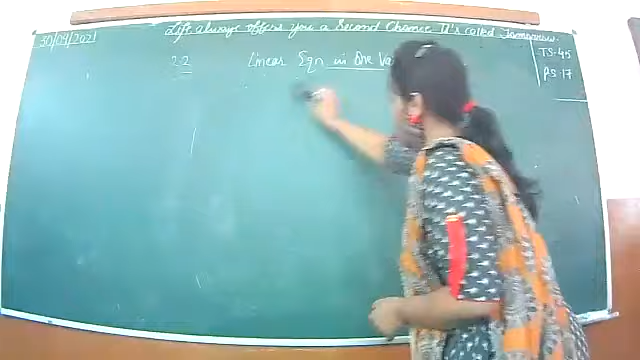 Life always offers you a Second Chance It's called Tomorrow.
30/04/2021
TS-45
PS-17
2.2 Linear Eqn in One Va